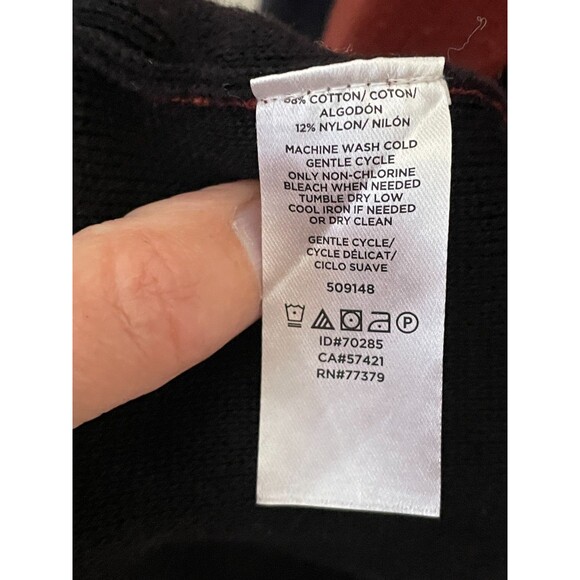 COTTON/ COTON/
ALGODÓN
12% NYLON/ NILÓN
MACHINE WASH COLD
GENTLE CYCLE
ONLY NON-CHLORINE
BLEACH WHEN NEEDED
TUMBLE DRY LOW
COOL IRON IF NEEDED
OR DRY CLEAN
GENTLE CYCLE/
CYCLE DÉLICAT/
CICLO SUAVE
509148
P
ID#70285
CA#57421
RN#77379